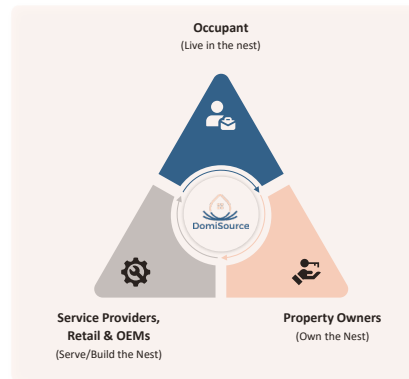 Occupant
(Live in the nest)
DomiSource
Service Providers,
Retail & OEMs
(Serve/Build the Nest)
Property Owners
(Own the Nest)